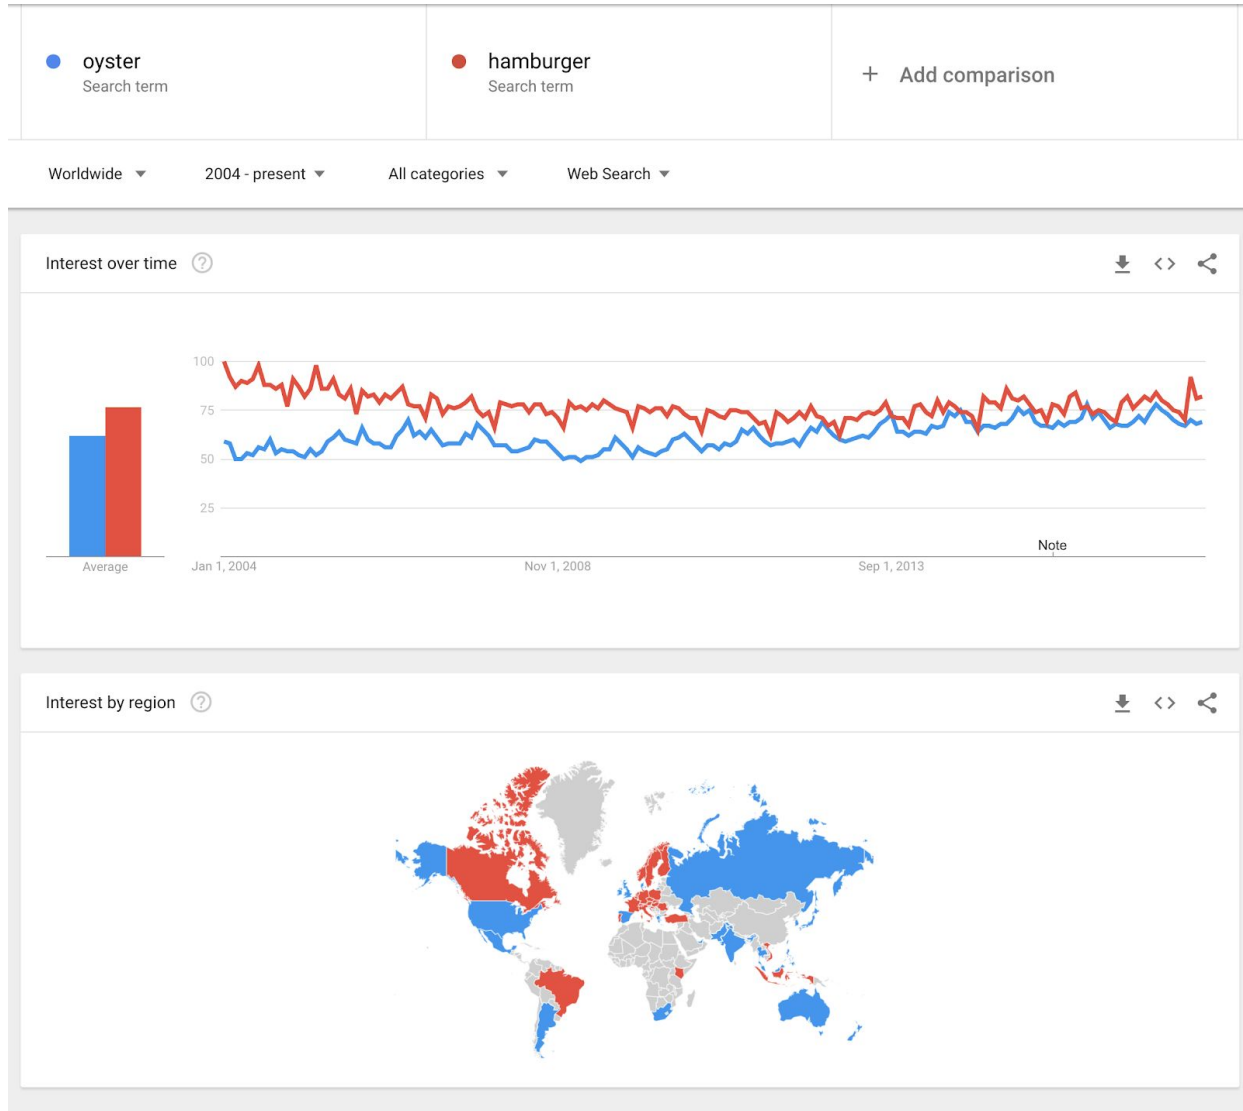 oyster
Search term
hamburger
Search term
+ Add comparison
Worldwide
2004 - present
All categories
Web Search
Interest over time
?
100
75
50
25
Note
Average
Jan 1, 2004
Nov 1, 2008
Sep 1, 2013
Interest by region
?